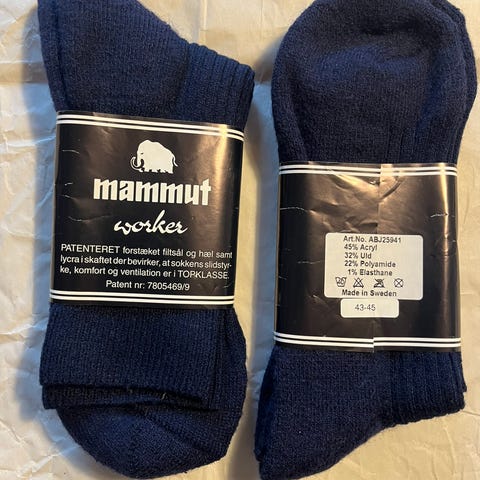 mammut
worker
PATENTERET forstæket filtsål og hæl samt
lycra i skaftet der bevirker, at sokkens slidstyr-
ke, komfort og ventilation er i TOPKLASSE.
Patent nr: 7805469/9
Art.No. ABJ25941
45% Acryl
32% Uld
22% Polyamide
1% Elasthane
Made in Sweden
43-45